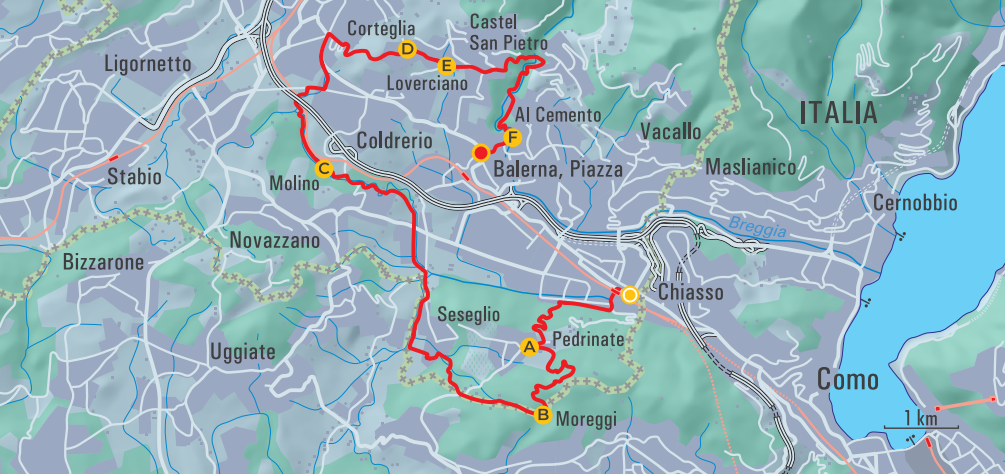 Corteglia
Castel
San Pietro
Ligornetto
D
E
Loverciano
ITALIA
Al Cemento
F
Vacallo
Coldrerio
Stabio
C
Molino
Balerna, Piazza
Maslianico
Cernobbio
Novazzano
Breggia
Bizzarone
Chiasso
Seseglio
A
Pedrinate
Uggiate
Como
B
Moreggi
1 km